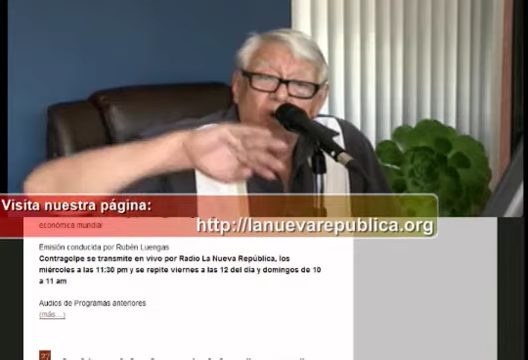 Visita nuestra página:
http://lanuevarepublica.org
económica mundial
Emisión conducida por Rubén Luengas
Contragolpe se transmite en vivo por Radio La Nueva República, los
miércoles a las 11:30 pm y se repite viernes a las 12 del día y domingos de 10
a 11 am
Audios de Programas anteriores
(más...)
27